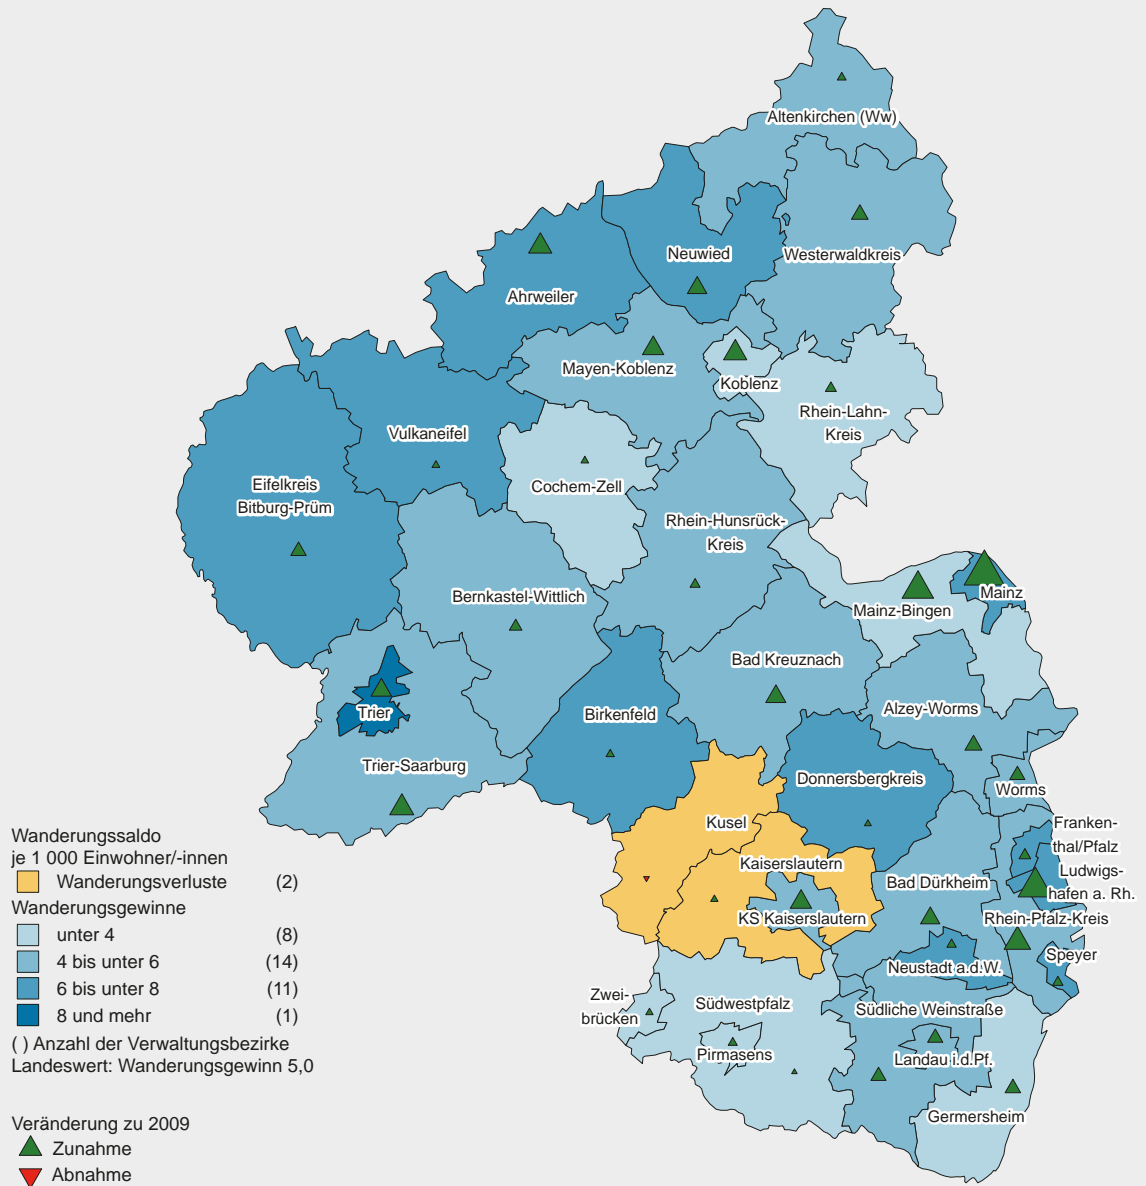 Altenkirchen (Ww)
Neuwied
Westerwaldkreis
Ahrweiler
Mayen-Koblenz
Koblenz
Rhein-Lahn-
Kreis
Vulkaneifel
Cochem-Zell
Eifelkreis
Bitburg-Prüm
Rhein-Hunsrück-
Kreis
Bernkastel-Wittlich
Mainz
Mainz-Bingen
Bad Kreuznach
Alzey-Worms
Trier
Birkenfeld
Trier-Saarburg
Donnersbergkreis
Worms
Kusel
Franken-
thal/Pfalz
Kaiserslautern
Ludwigs-
hafen a. Rh.
Bad Dürkheim
KS Kaiserslautern
Rhein-Pfalz-Kreis
Speyer
Neustadt a.d.W.
Zwei-
brücken
Südwestpfalz
Südliche Weinstraße
Pirmasens
Landau i.d.Pf.
Germersheim
Wanderungssaldo
je 1 000 Einwohner/-innen
Wanderungsverluste (2)
Wanderungsgewinne
unter 4 (8)
4 bis unter 6 (14)
6 bis unter 8 (11)
8 und mehr (1)
( ) Anzahl der Verwaltungsbezirke
Landeswert: Wanderungsgewinn 5,0
Veränderung zu 2009
Zunahme
Abnahme